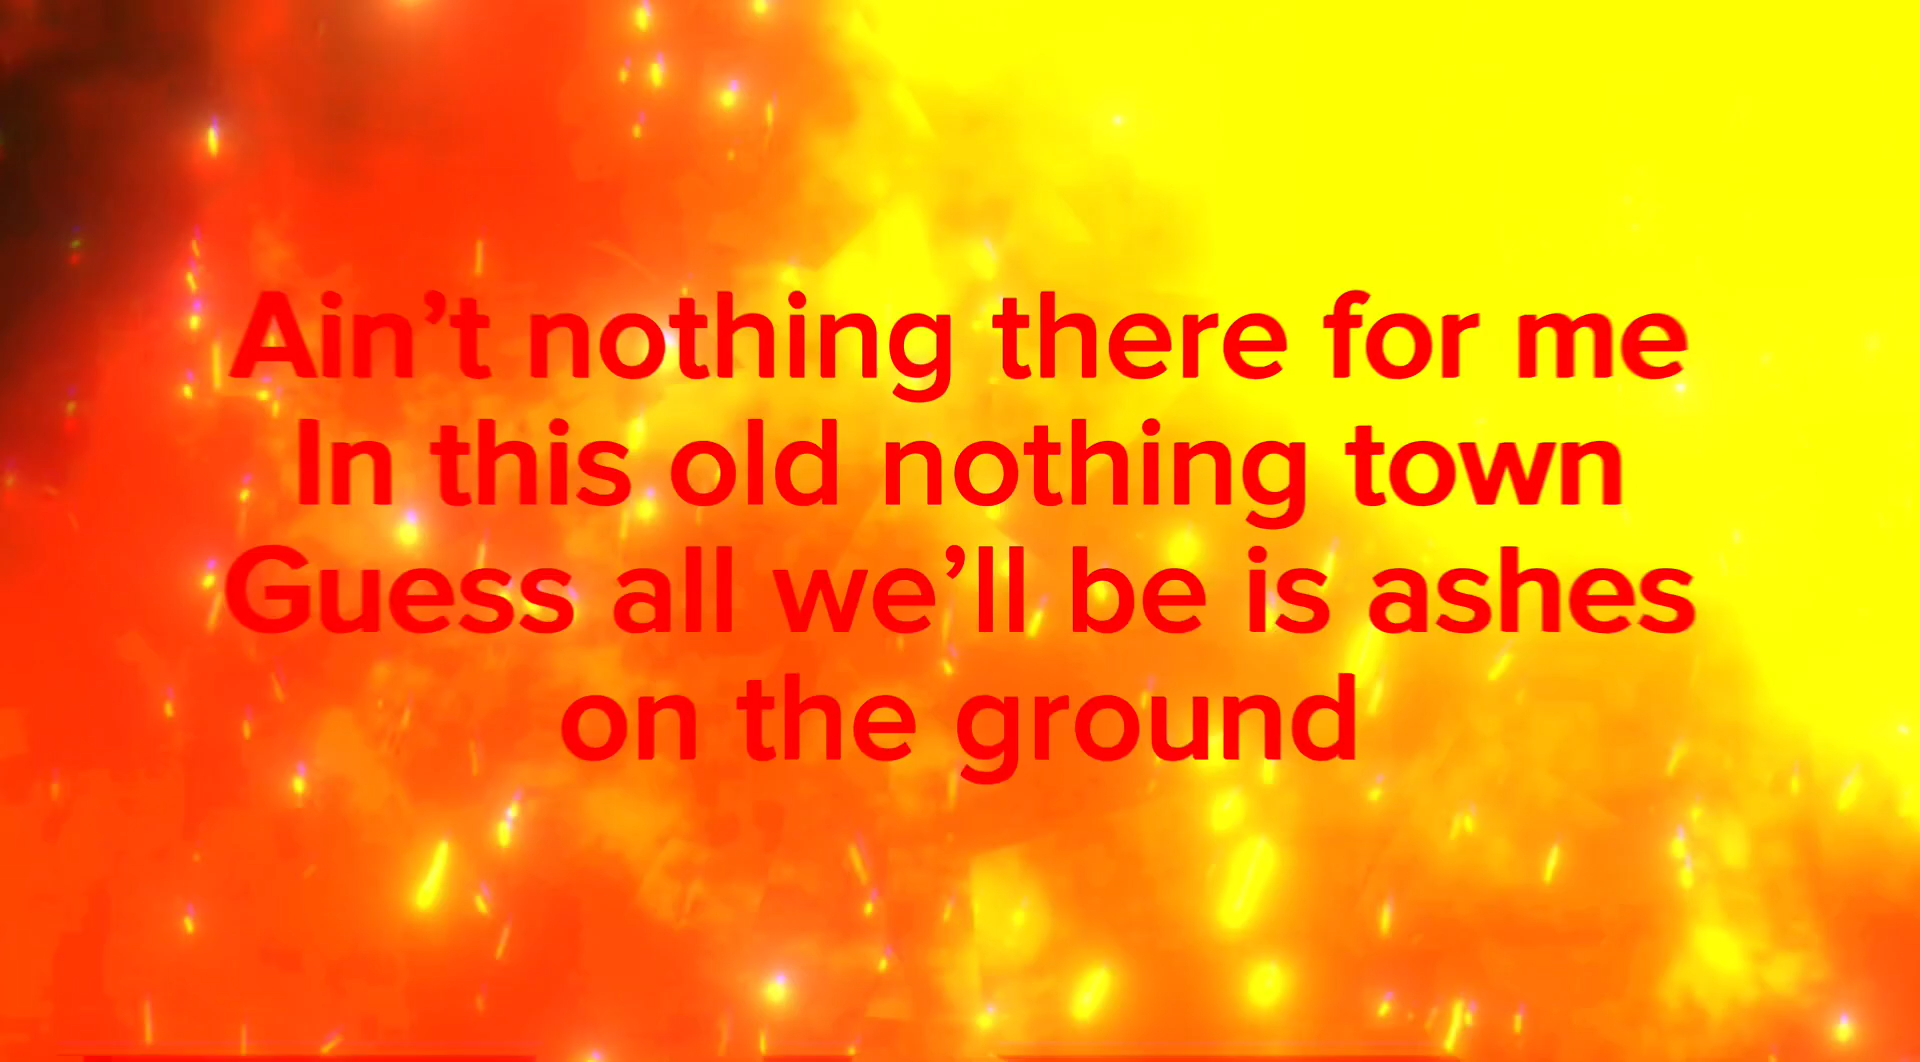 Ain’t nothing there for me
In this old nothing town
Guess all we’ll be is ashes
on the ground